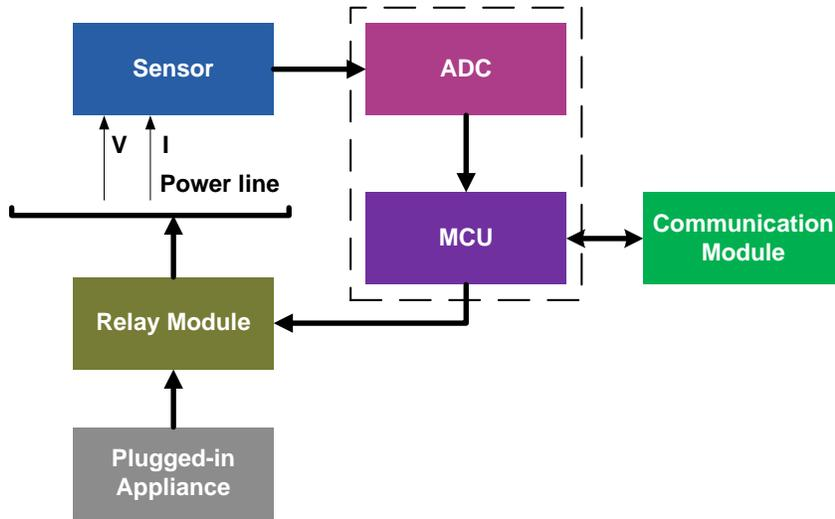 Sensor
ADC
V I
Power line
MCU
Communication
Module
Relay Module
Plugged-in
Appliance